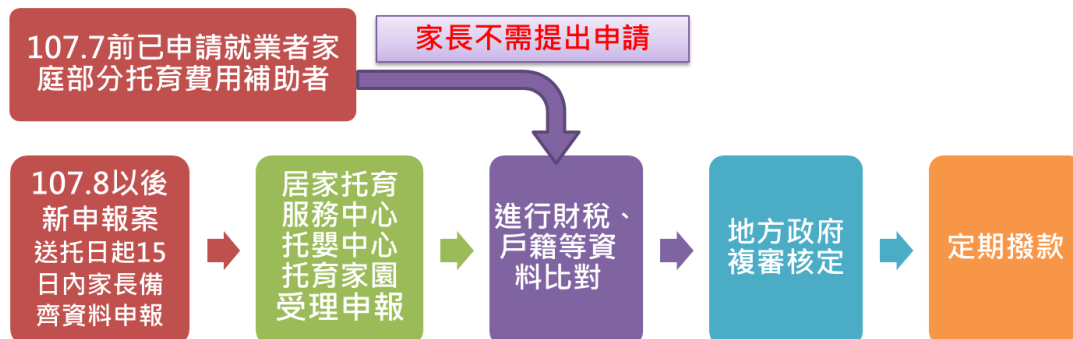 107.7前已申請就業者家
庭部分托育費用補助者
家長不需提出申請
107.8以後
新申報案
送托日起15
日內家長備
齊資料申報
居家托育
服務中心
托嬰中心
托育家園
受理申報
進行財稅、
戶籍等資
料比對
地方政府
複審核定
定期撥款